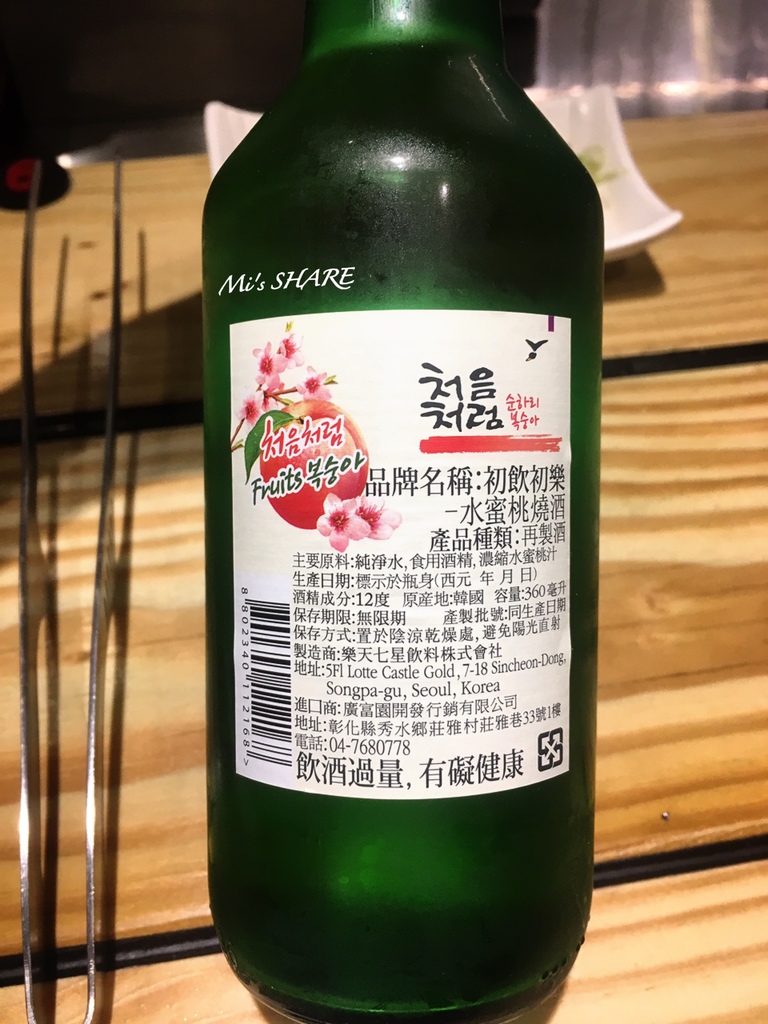 Mi's SHARE
처음처럼
Fruits 복숭아
처음
처럼
순하리
복숭아
品牌名稱:初飲初樂
-水蜜桃燒酒
產品種類:再製酒
主要原料:純淨水,食用酒精,濃縮水蜜桃汁
生產日期:標示於瓶身(西元 年 月 日)
酒精成分:12度 原産地:韓國 容量:360毫升
保存期限:無限期 產製批號:同生產日期
保存方式:置於陰涼乾燥處,避免陽光直射
製造商:樂天七星飲料株式會社
地址:5Fl Lotte Castle Gold, 7-18 Sincheon-Dong,
Songpa-gu, Seoul, Korea
進口商:廣富園開發行銷有限公司
地址:彰化縣秀水鄉莊雅村莊雅巷33號1樓
電話:04-7680778
飲酒過量,有礙健康
8 802340 112168 >